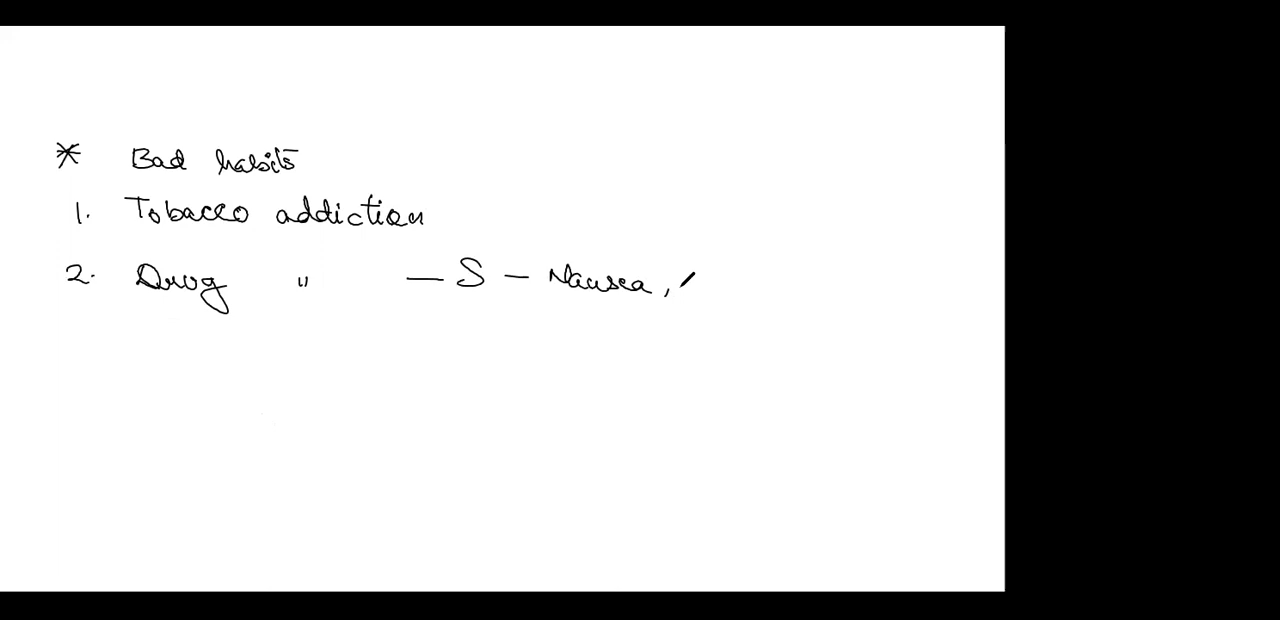 * Bad habits
1. Tobacco addiction
2. Drug " — S — Nausea,